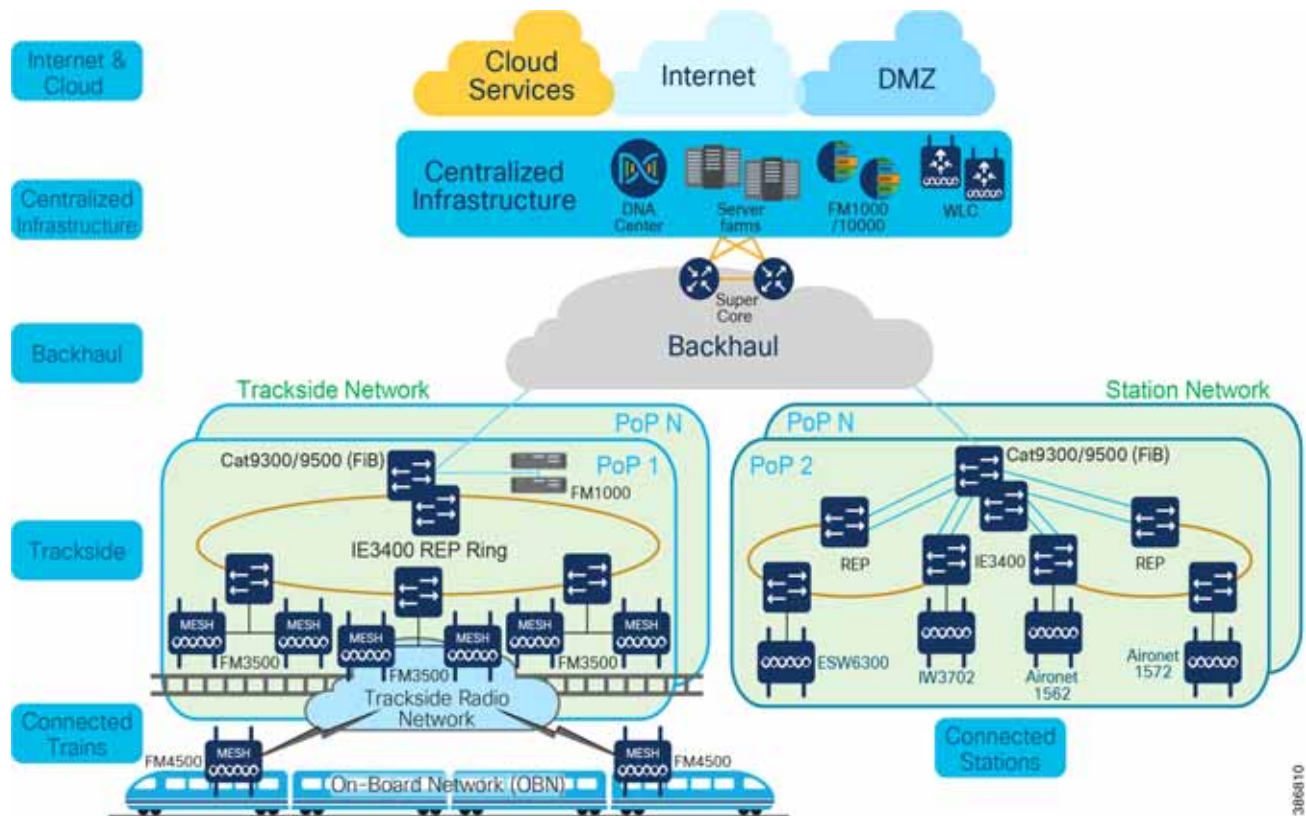 Internet &
Cloud
Cloud
Services
Internet
DMZ
Centralized
Infrastructure
Centralized
Infrastructure
DNA
Center
Server
farms
FM1000
/10000
WLC
Super
Core
Backhaul
Backhaul
Trackside Network
Station Network
PoP N
PoP 1
Cat9300/9500 (FiB)
FM1000
IE3400 REP Ring
Trackside
MESH
MESH
MESH
MESH
MESH
MESH
FM3500
FM3500
FM3500
Trackside Radio
Network
PoP N
PoP 2
Cat9300/9500 (FiB)
REP
IE3400
REP
ESW6300
IW3702
Aironet
1562
Aironet
1572
Connected
Trains
Connected
Stations
FM4500
MESH
MESH
FM4500
On-Board Network (OBN)
386810